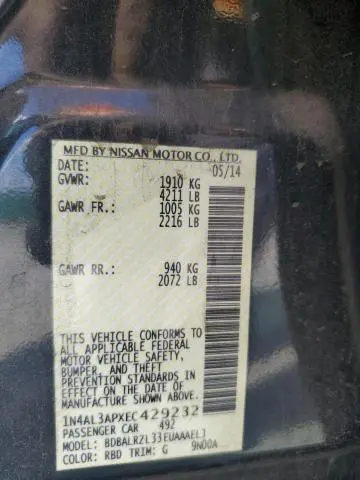 MFD BY NISSAN MOTOR CO., LTD.
DATE: 05/14
GVWR: 1910 KG
4211 LB
GAWR FR.: 1005 KG
2216 LB
GAWR RR.: 940 KG
2072 LB
THIS VEHICLE CONFORMS TO
ALL APPLICABLE FEDERAL
MOTOR VEHICLE SAFETY,
BUMPER, AND THEFT
PREVENTION STANDARDS
IN EFFECT ON THE DATE OF
MANUFACTURE SHOWN ABOVE.
1N4AL3APXEC429232
PASSENGER CAR 492
MODEL: BDBALRZL33EUAAAELJ
COLOR: RBD TRIM: G 9N00A